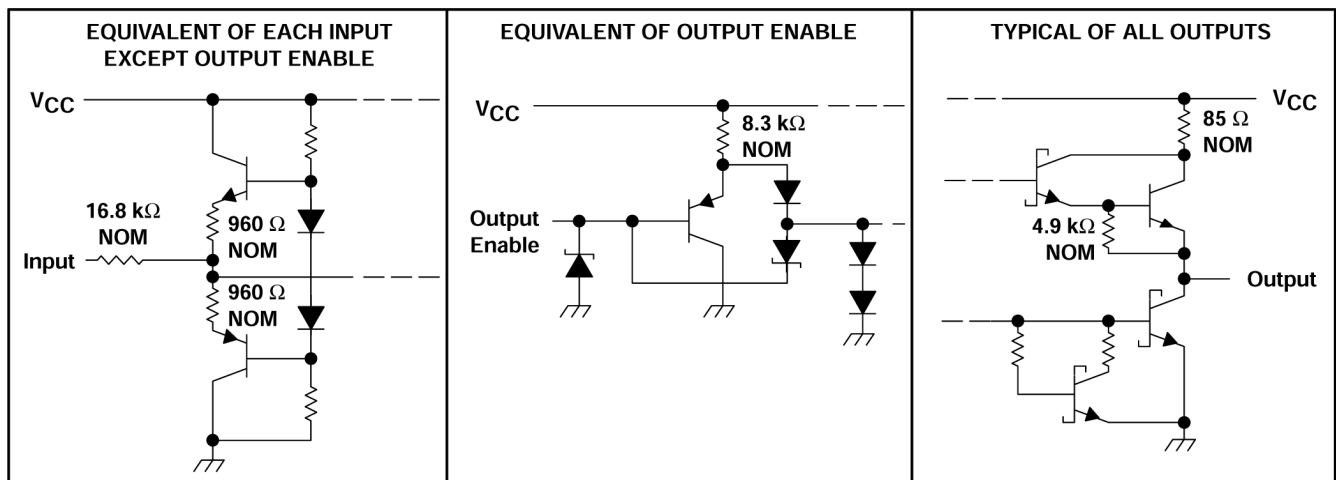 EQUIVALENT OF EACH INPUT
EXCEPT OUTPUT ENABLE
VCC
16.8 kΩ
NOM
960 Ω
NOM
Input
960 Ω
NOM
EQUIVALENT OF OUTPUT ENABLE
VCC
8.3 kΩ
NOM
Output
Enable
TYPICAL OF ALL OUTPUTS
VCC
85 Ω
NOM
4.9 kΩ
NOM
Output